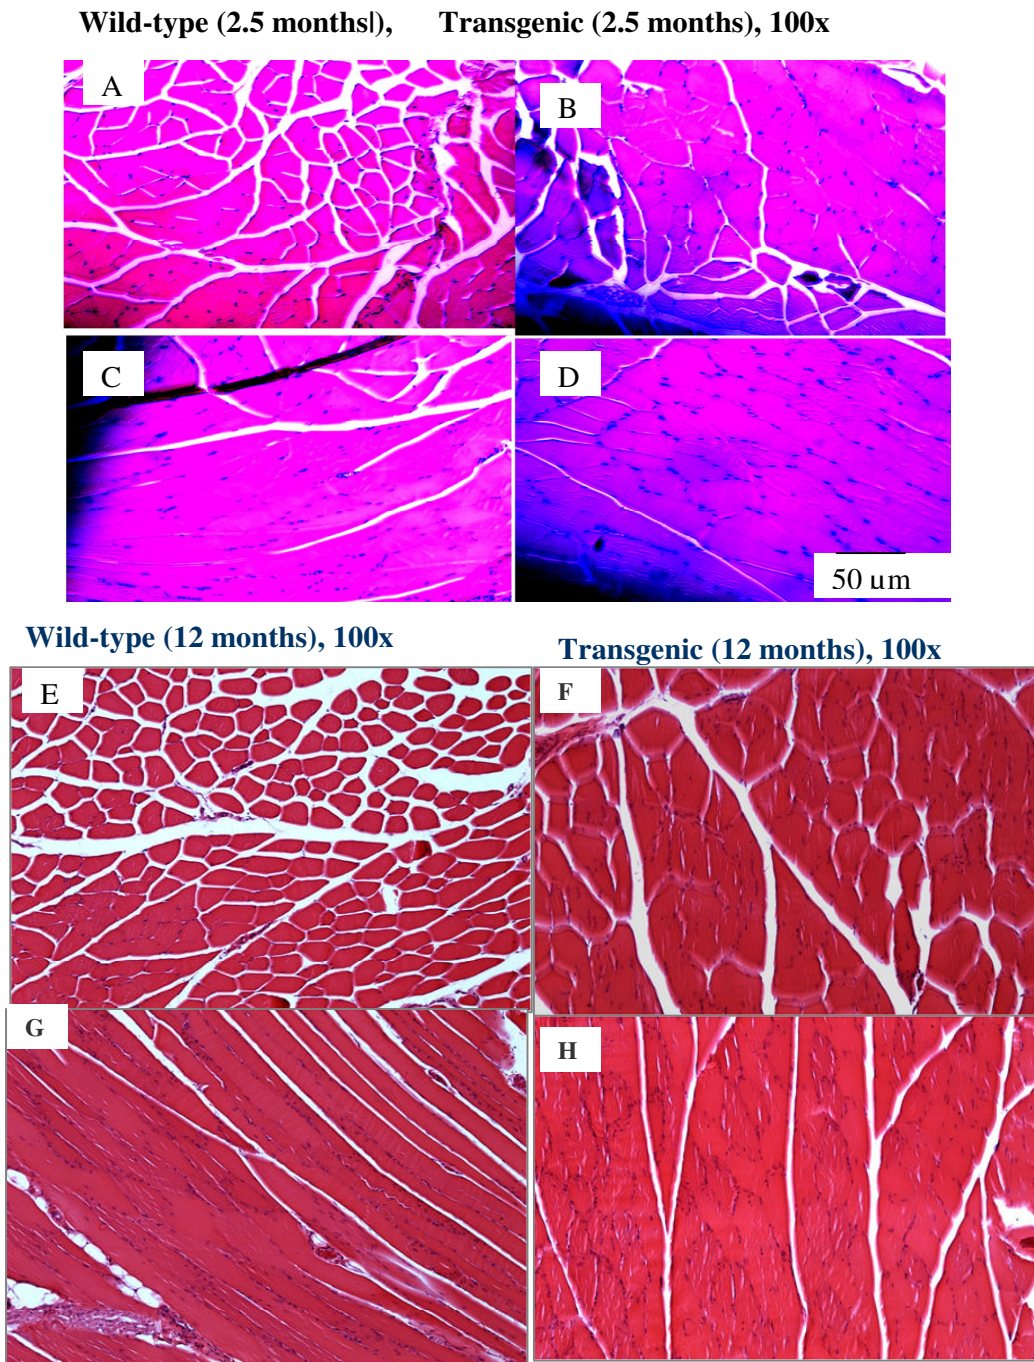 Wild-type (2.5 monthsl), Transgenic (2.5 months), 100x
A
B
C
D
50 um
Wild-type (12 months), 100x
Transgenic (12 months), 100x
E
F
G
H